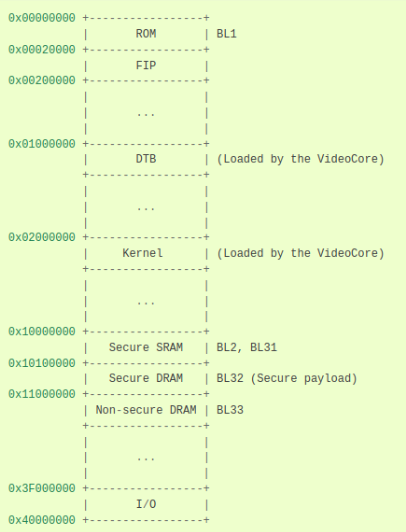 0x00000000 +-----------------+
           |       ROM       | BL1
0x00020000 +-----------------+
           |       FIP       |
0x00200000 +-----------------+
           |                 |
           |       ...       |
           |                 |
0x01000000 +-----------------+
           |       DTB       | (Loaded by the VideoCore)
           +-----------------+
           |                 |
           |       ...       |
           |                 |
0x02000000 +-----------------+
           |     Kernel      | (Loaded by the VideoCore)
           +-----------------+
           |                 |
           |       ...       |
           |                 |
0x10000000 +-----------------+
           |   Secure SRAM   | BL2, BL31
0x10100000 +-----------------+
           |   Secure DRAM   | BL32 (Secure payload)
0x11000000 +-----------------+
           | Non-secure DRAM | BL33
           +-----------------+
           |                 |
           |       ...       |
           |                 |
0x3F000000 +-----------------+
           |       I/O       |
0x40000000 +-----------------+